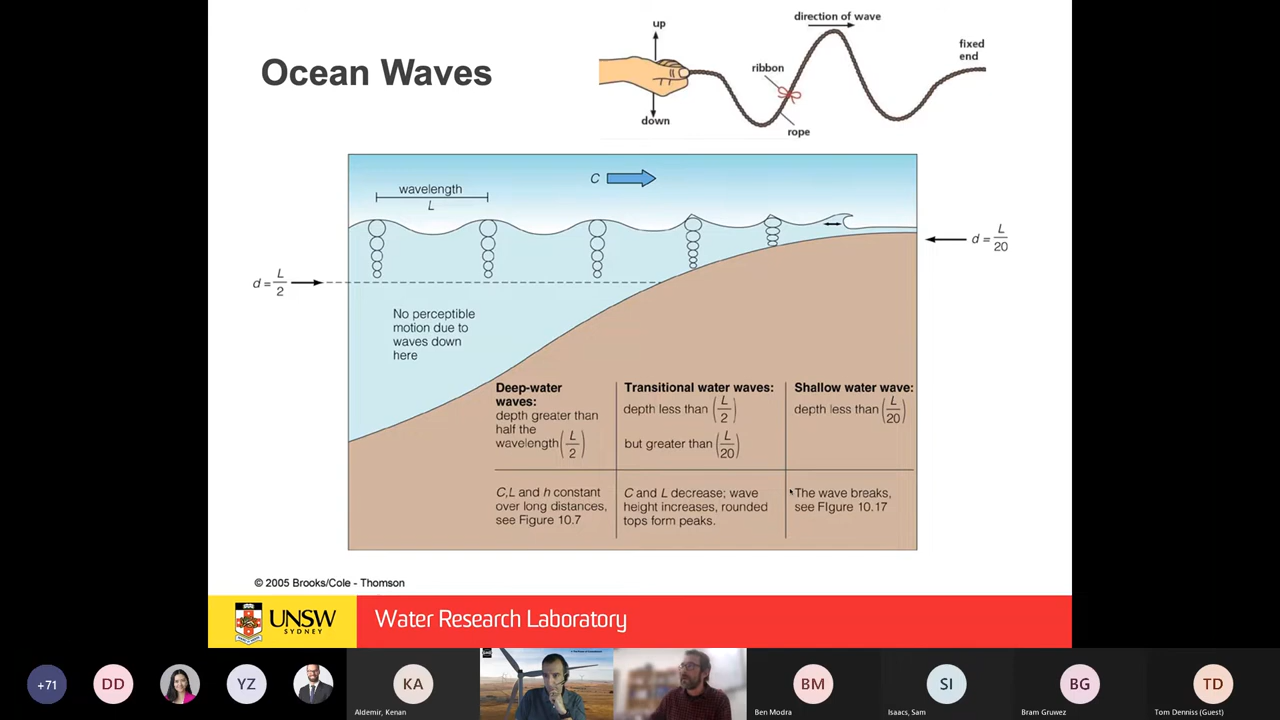 Ocean Waves
up
down
ribbon
rope
direction of wave
fixed
end
wavelength
L
C
d = L/20
d = L/2
No perceptible
motion due to
waves down
here
Deep-water
waves:
depth greater than
half the
wavelength (L/2)
Transitional water waves:
depth less than (L/2)
but greater than (L/20)
Shallow water wave:
depth less than (L/20)
C,L and h constant
over long distances,
see Figure 10.7
C and L decrease; wave
height increases, rounded
tops form peaks.
The wave breaks,
see FIgure 10.17
© 2005 Brooks/Cole - Thomson
UNSW
SYDNEY
Water Research Laboratory
+71
DD
YZ
KA
Aldemir, Kenan
BM
Ben Modra
SI
Isaacs, Sam
BG
Bram Gruwez
TD
Tom Denniss (Guest)